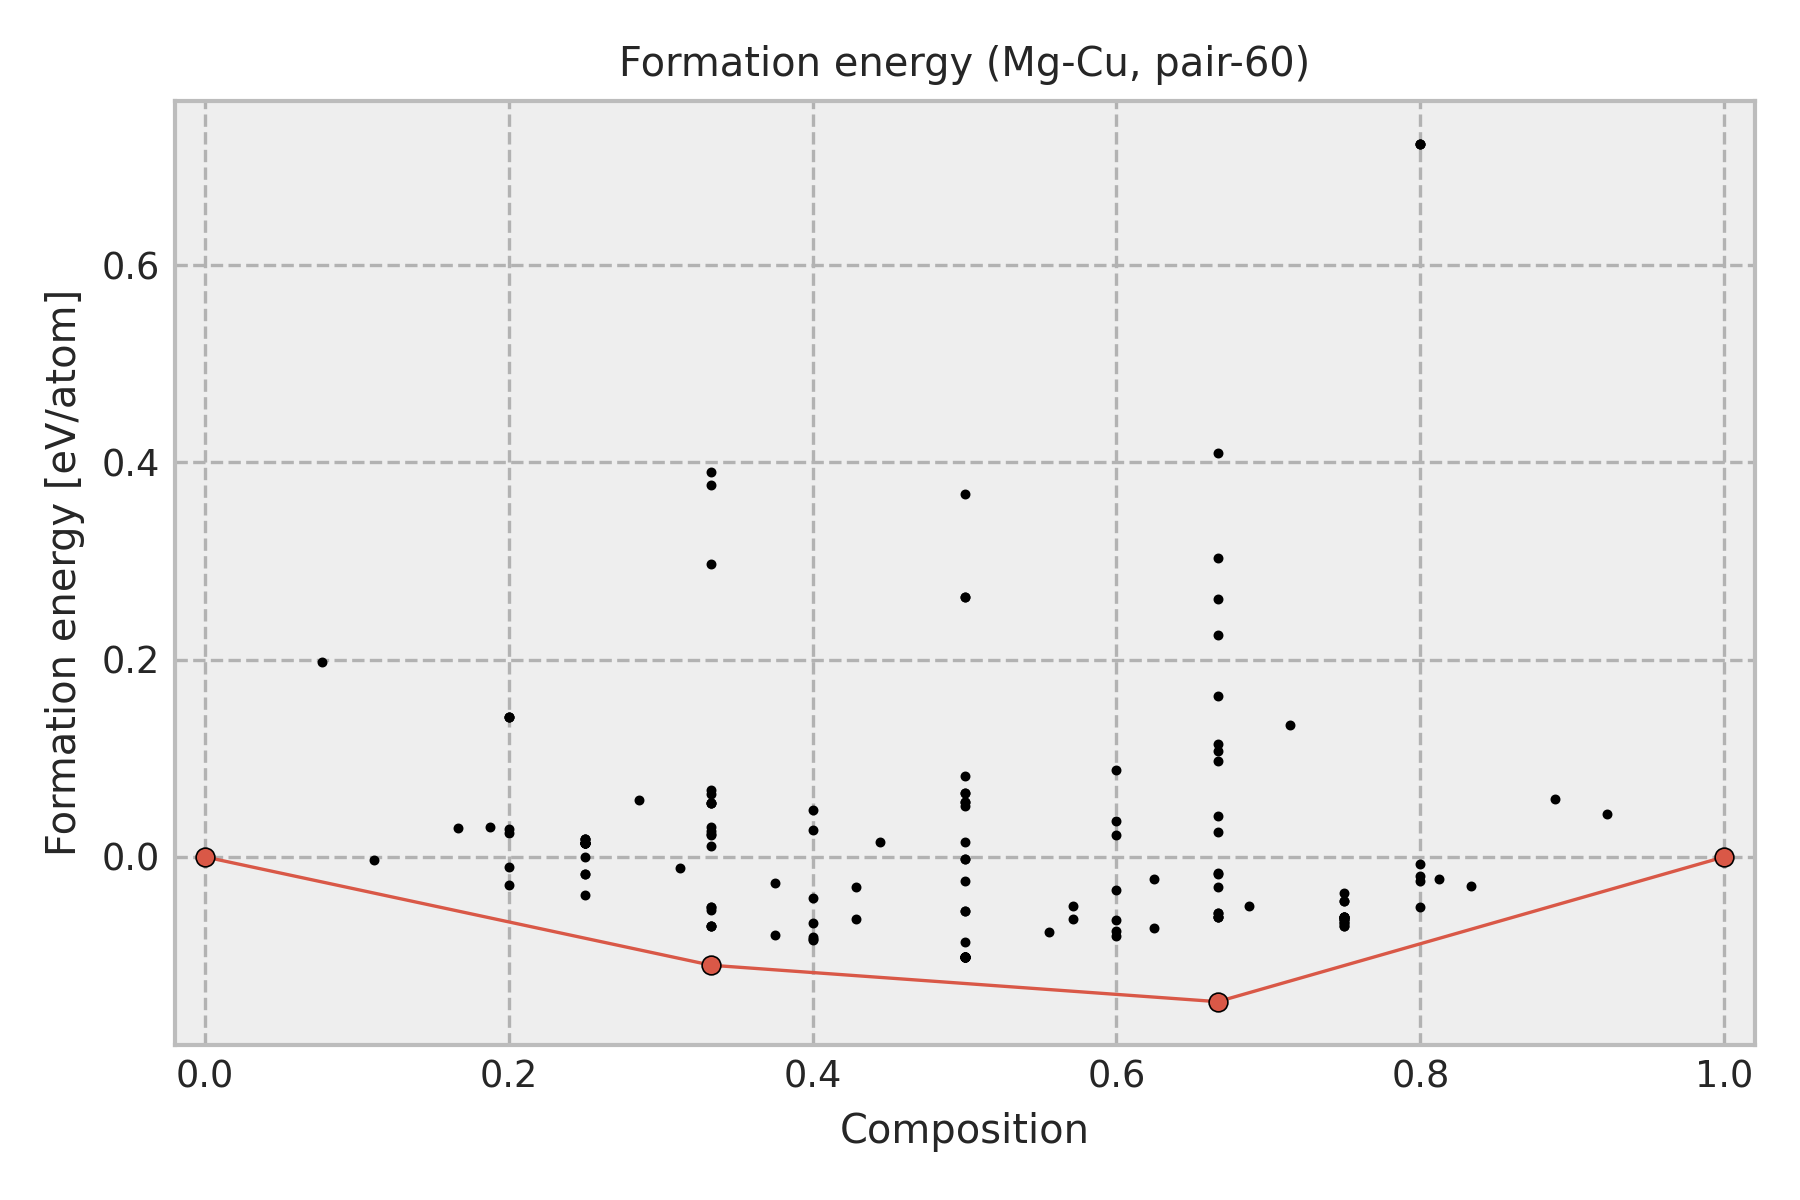 Formation energy (Mg-Cu, pair-60)
Formation energy [eV/atom]
0.6
0.4
0.2
0.0
0.0 0.2 0.4 0.6 0.8 1.0
Composition